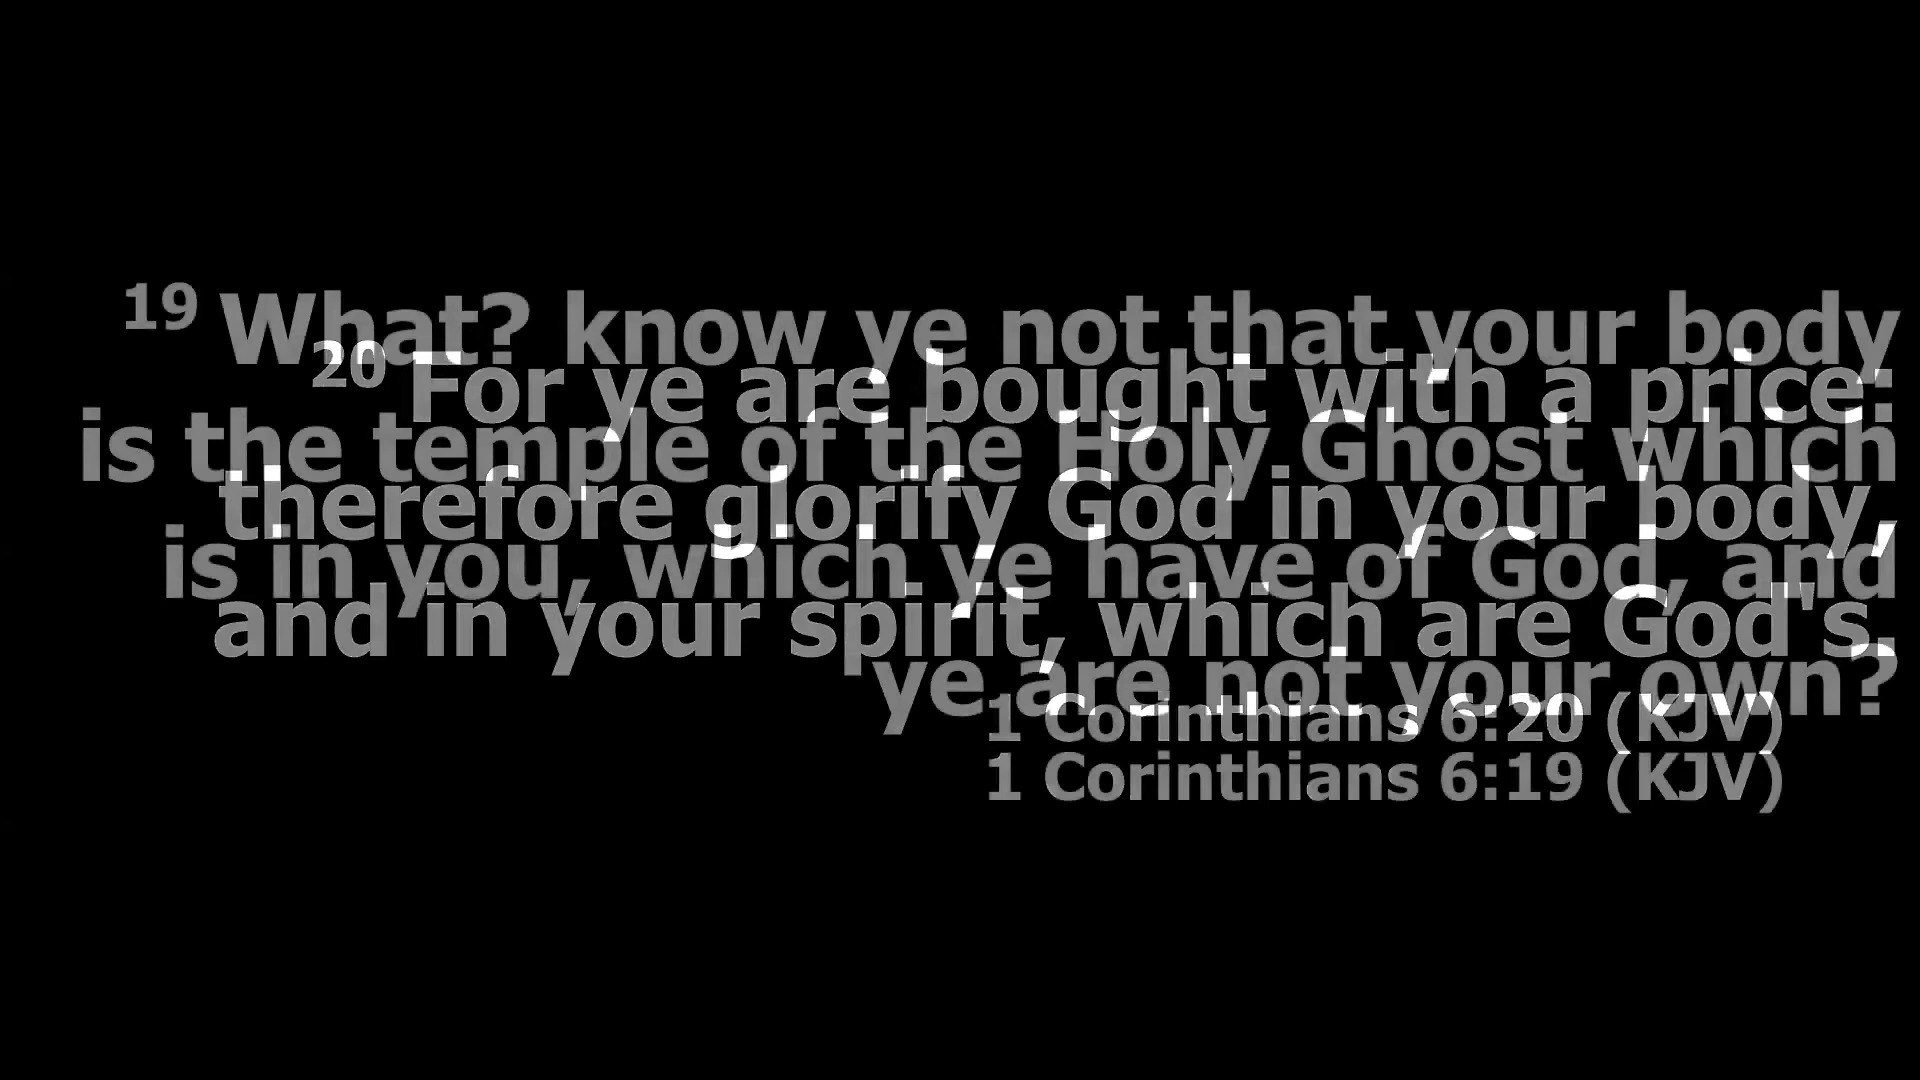 19 What? know ye not that your body
is the temple of the Holy Ghost which
is in you, which ye have of God, and
ye are not your own?
1 Corinthians 6:19 (KJV)
20 For ye are bought with a price:
therefore glorify God in your body,
and in your spirit, which are God's.
1 Corinthians 6:20 (KJV)